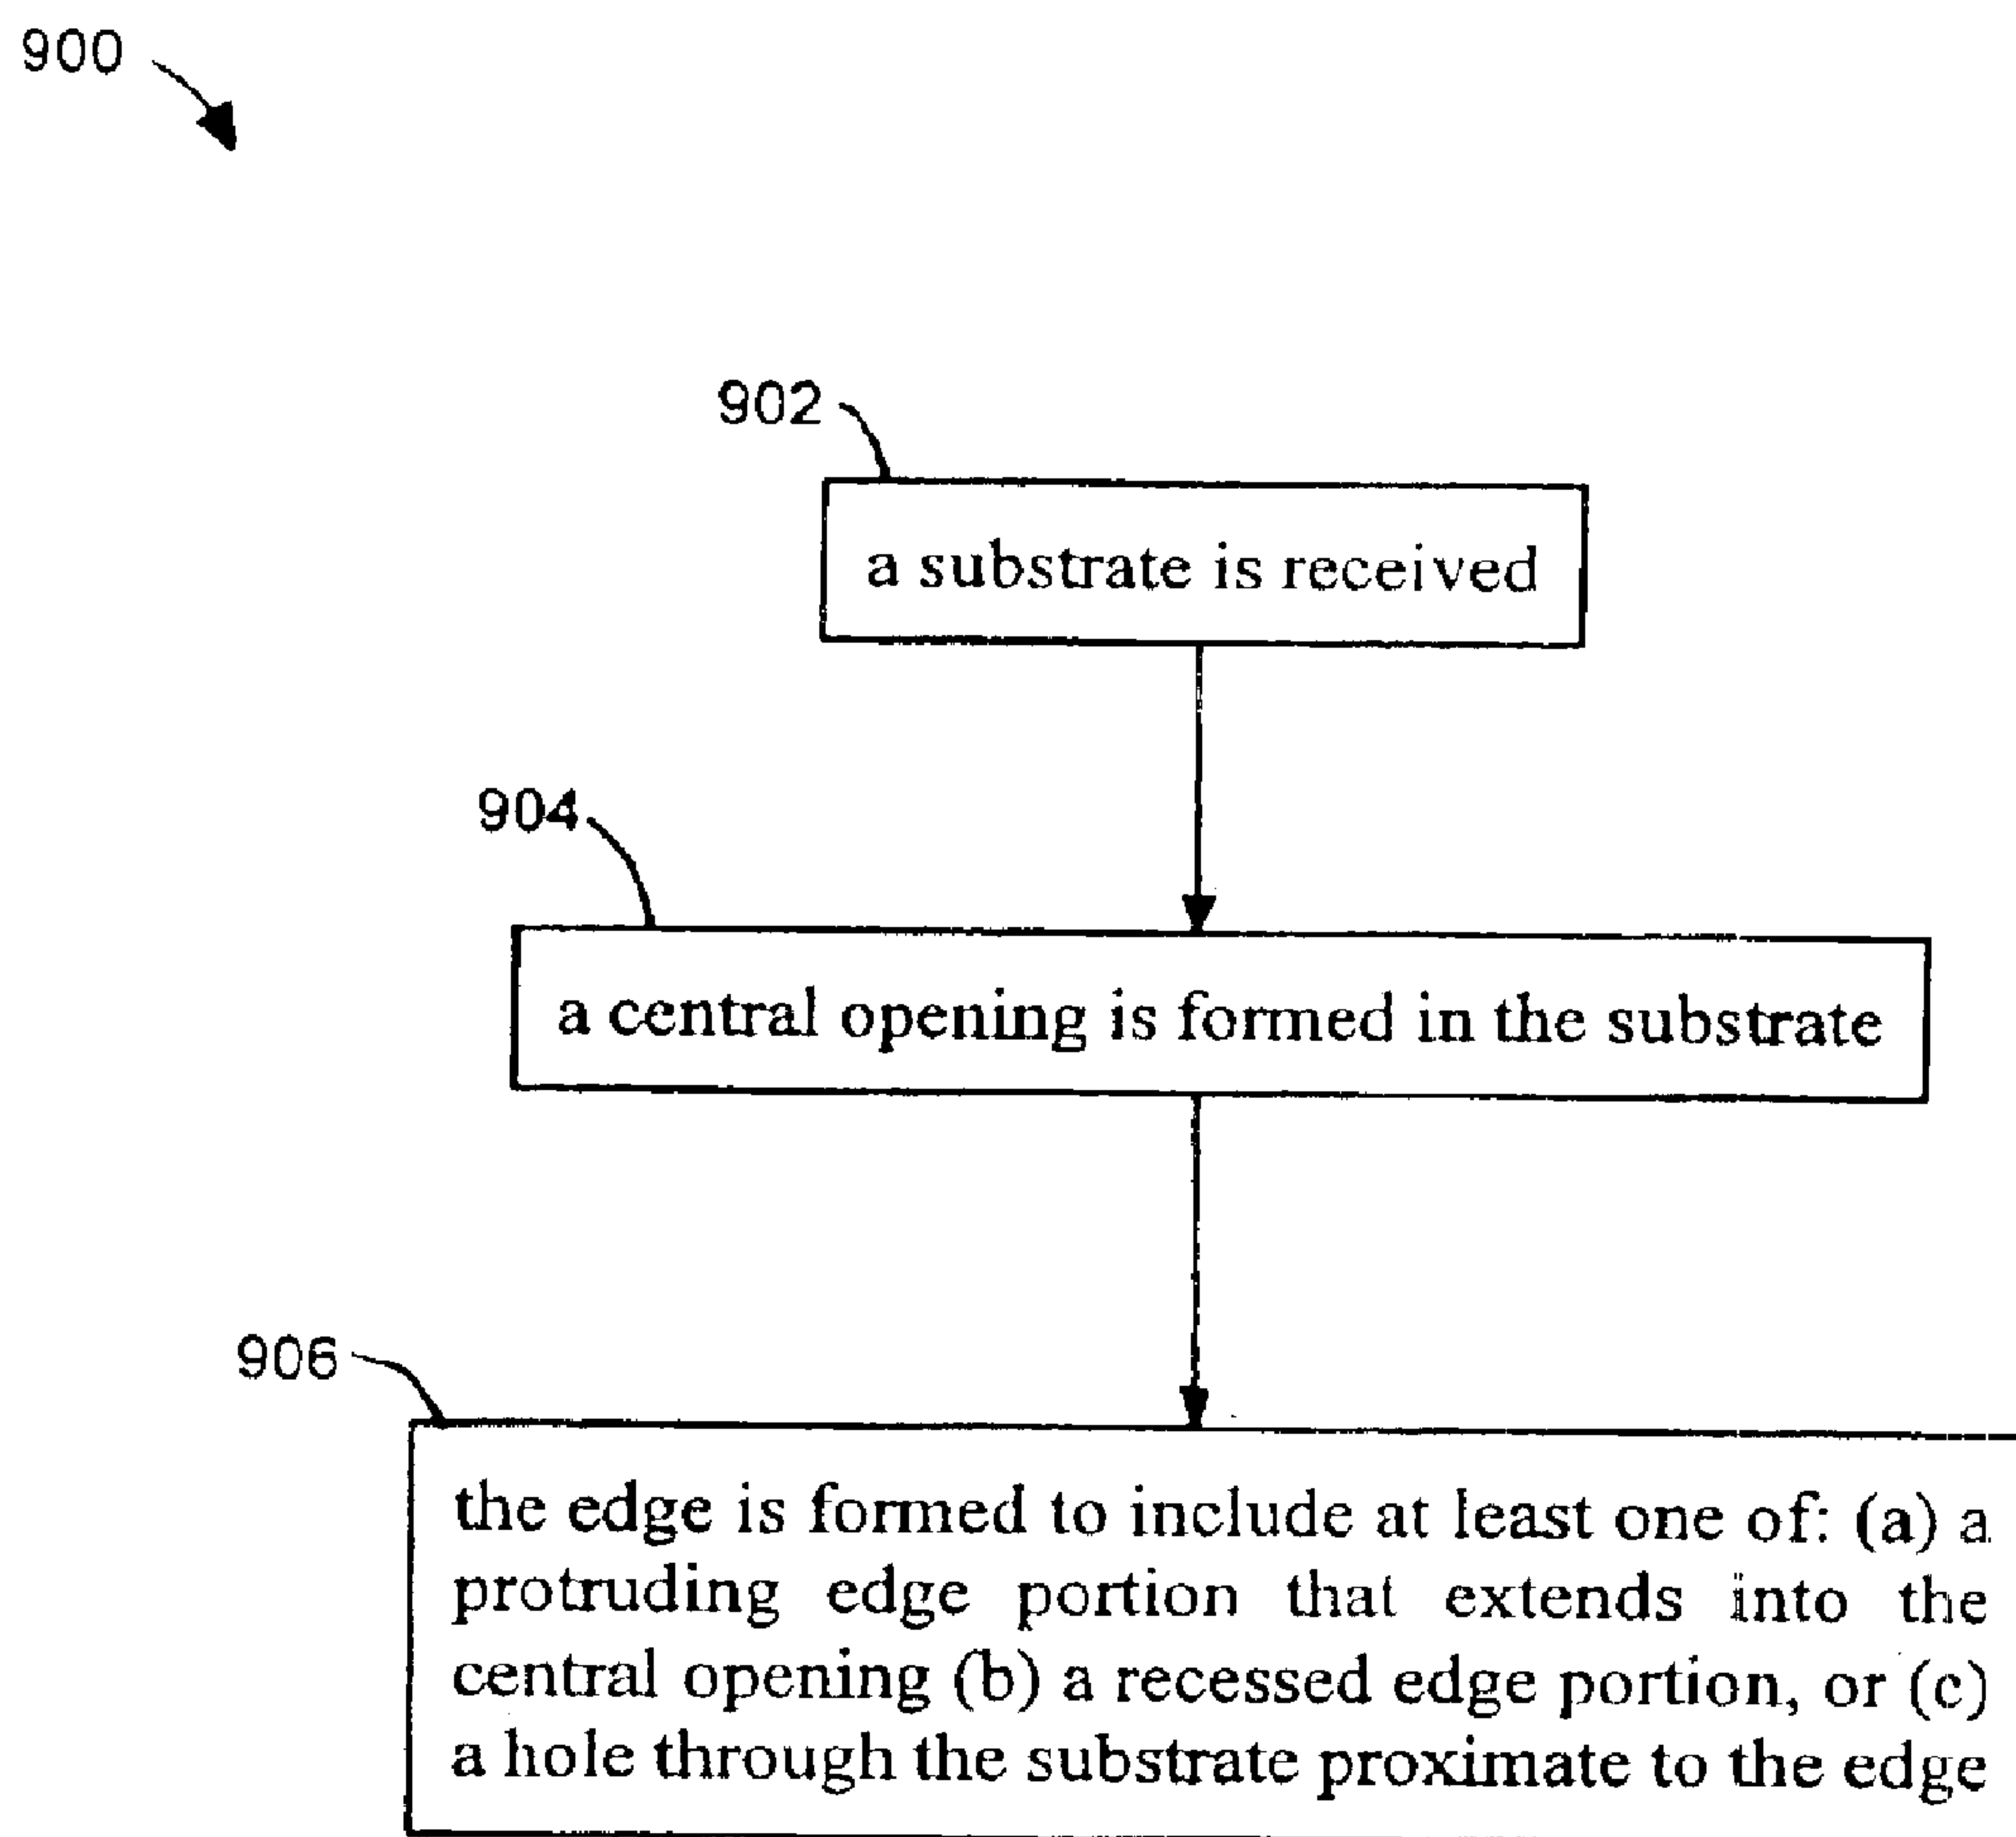 900
902
a substrate is received
904
a central opening is formed in the substrate
906
the edge is formed to include at least one of: (a) a
protruding edge portion that extends into the
central opening (b) a recessed edge portion, or (c)
a hole through the substrate proximate to the edge